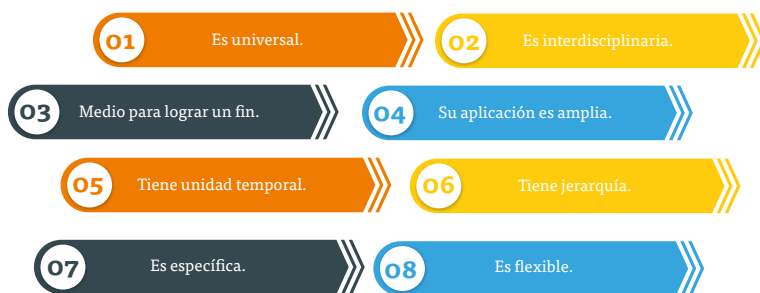 01 Es universal.
02 Es interdisciplinaria.
03 Medio para lograr un fin.
04 Su aplicación es amplia.
05 Tiene unidad temporal.
06 Tiene jerarquía.
07 Es específica.
08 Es flexible.